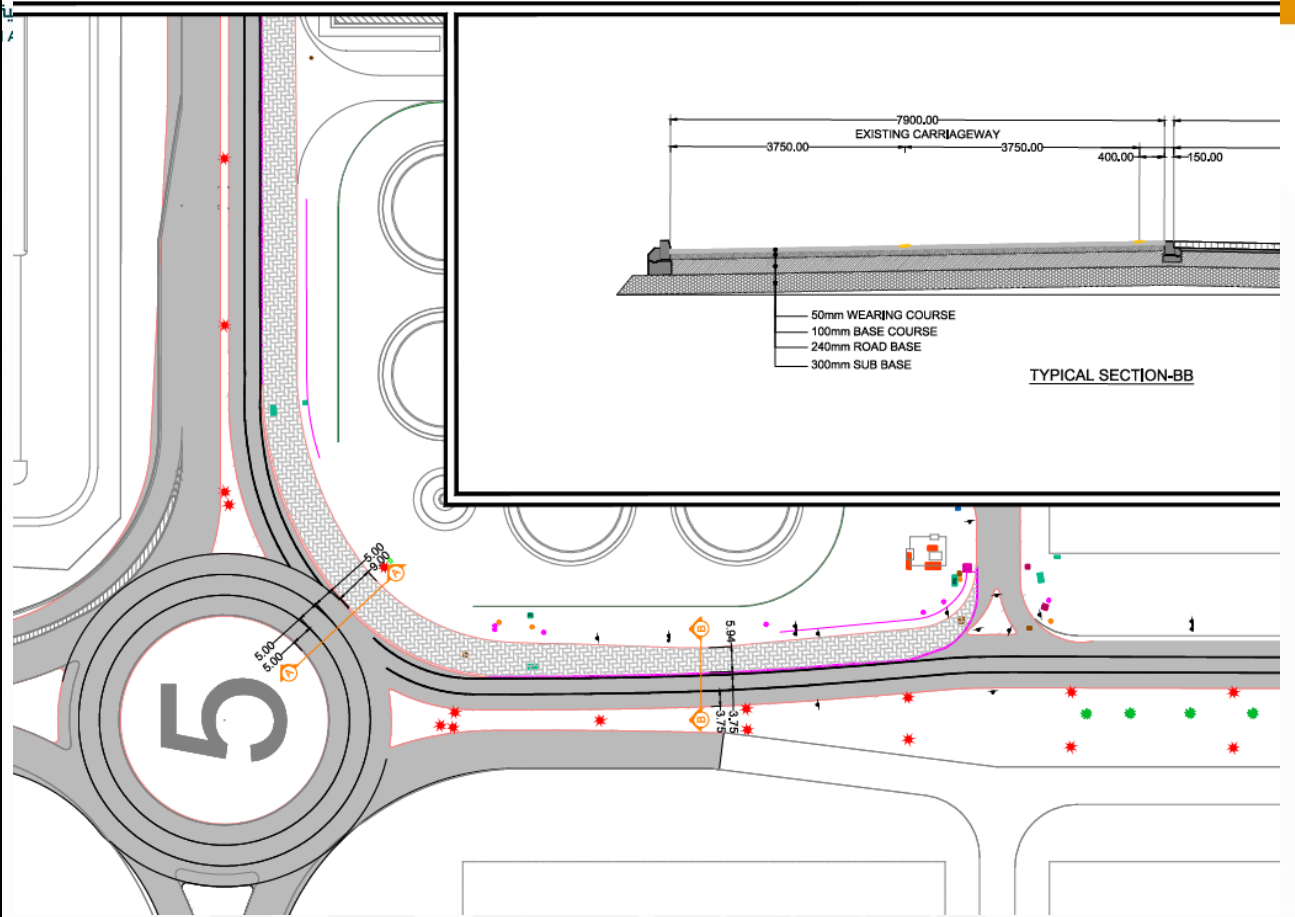 7900.00
EXISTING CARRIAGEWAY
3750.00
3750.00
400.00
150.00
50mm WEARING COURSE
100mm BASE COURSE
240mm ROAD BASE
300mm SUB BASE
TYPICAL SECTION-BB
5.00
9.00
A
5.00
5.00
A
5
B
5.94
B
3.75
3.75